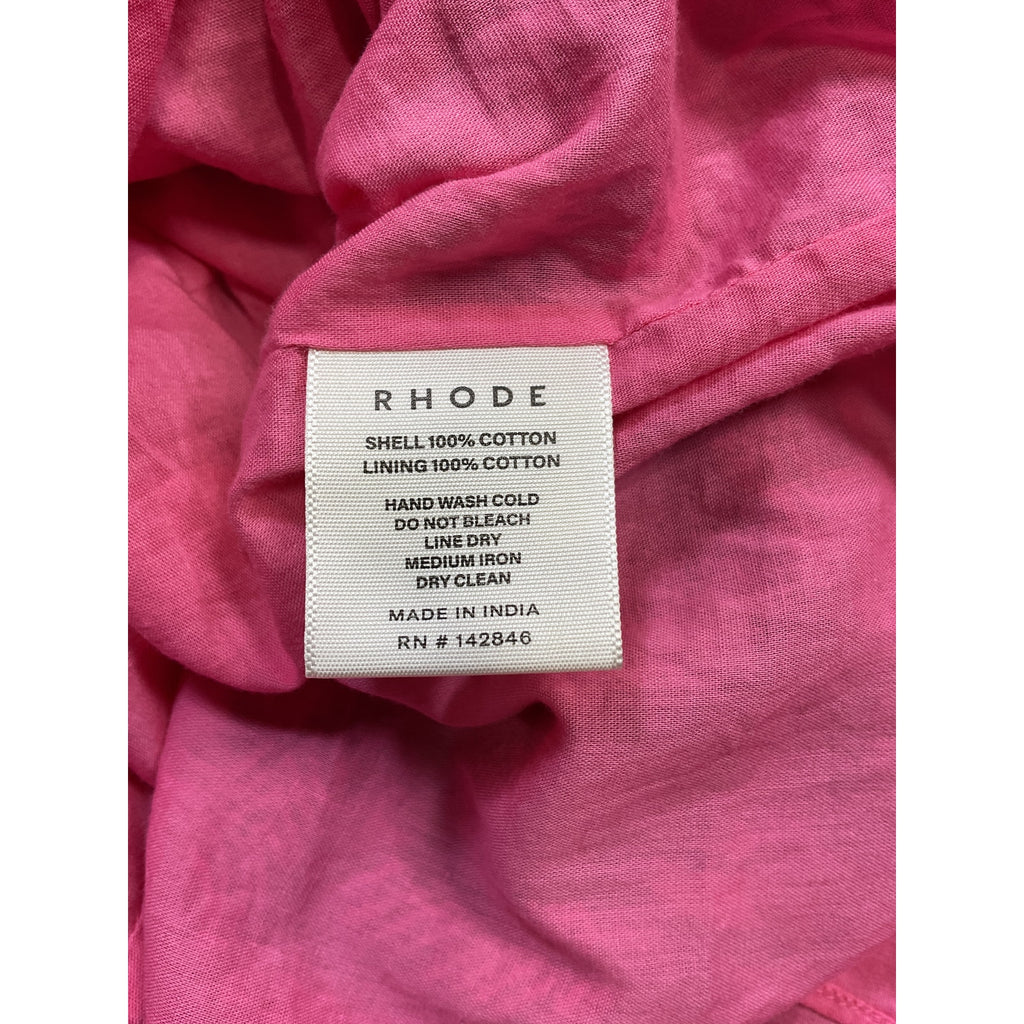 RHODE
SHELL 100% COTTON
LINING 100% COTTON
HAND WASH COLD
DO NOT BLEACH
LINE DRY
MEDIUM IRON
DRY CLEAN
MADE IN INDIA
RN # 142846